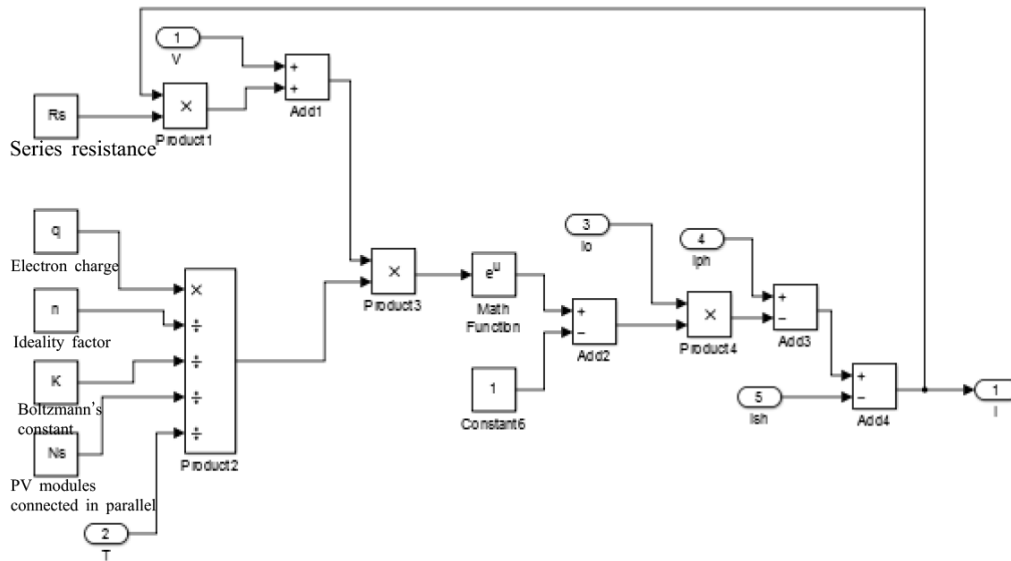 1
V
+
+
Add1
Rs
×
Product1
Series resistance
q
Electron charge
n
Ideality factor
K
Boltzmann's
constant
Ns
PV modules
connected in parallel
2
T
×
÷
÷
÷
÷
Product2
×
Product3
e^u
Math
Function
1
Constant6
+
−
Add2
3
Io
4
Iph
×
Product4
+
−
Add3
5
Ish
+
−
Add4
1
I